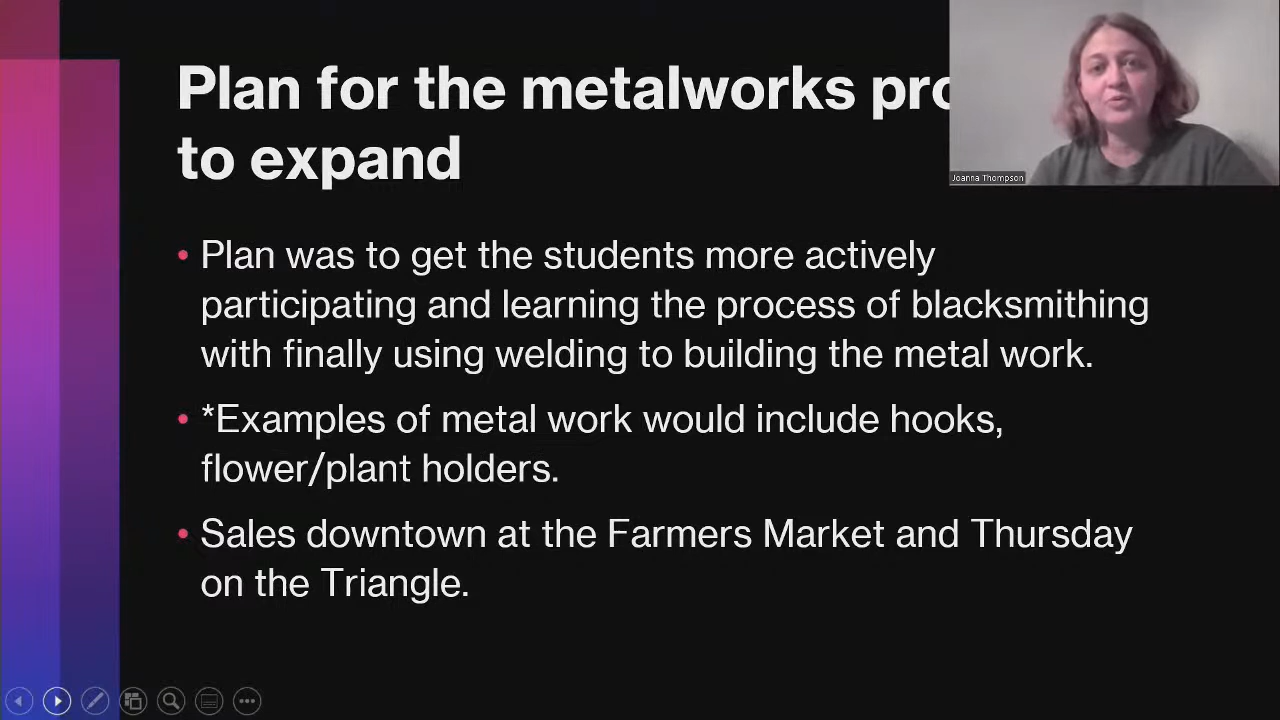 Plan for the metalworks
to expand
Joanna Thompson
• Plan was to get the students more actively
participating and learning the process of blacksmithing
with finally using welding to building the metal work.
• *Examples of metal work would include hooks,
flower/plant holders.
• Sales downtown at the Farmers Market and Thursday
on the Triangle.